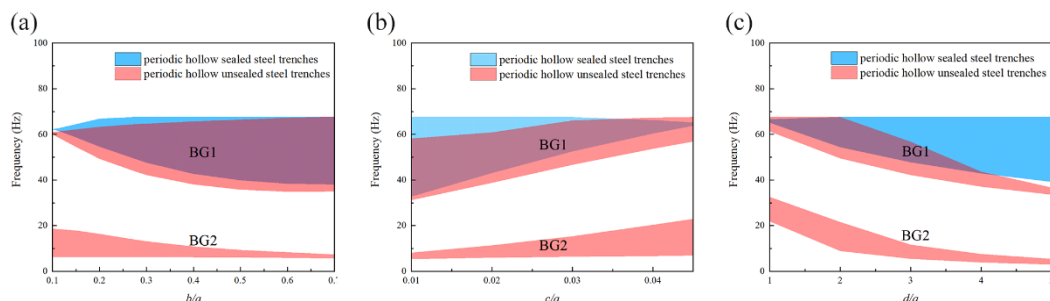 (a)
100
80
60
40
20
0
Frequency (Hz)
periodic hollow sealed steel trenches
periodic hollow unsealed steel trenches
BG1
BG2
0.1 0.2 0.3 0.4 0.5 0.6 0.
b/a
(b)
100
80
60
40
20
0
Frequency (Hz)
periodic hollow sealed steel trenches
periodic hollow unsealed steel trenches
BG1
BG2
0.01 0.02 0.03 0.04
c/a
(c)
100
80
60
40
20
0
Frequency (Hz)
periodic hollow sealed steel trenches
periodic hollow unsealed steel trenches
BG1
BG2
1 2 3 4
d/a